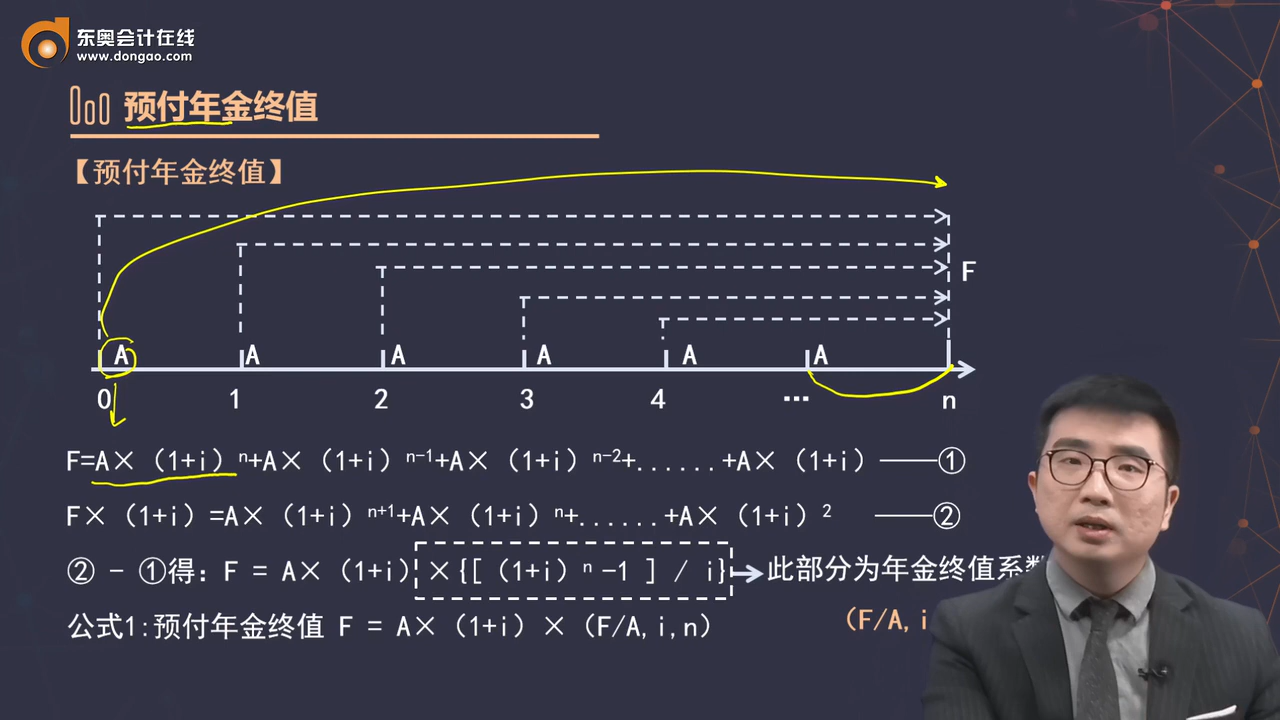 东奥会计在线
www.dongao.com
预付年金终值
【预付年金终值】
F
A A A A A A
0 1 2 3 4 … n
F=A×（1+i）ⁿ+A×（1+i）ⁿ⁻¹+A×（1+i）ⁿ⁻²+......+A×（1+i）——①
F×（1+i）=A×（1+i）ⁿ⁺¹+A×（1+i）ⁿ+......+A×（1+i）² ——②
② - ①得：F = A×（1+i）×{[（1+i）ⁿ-1 ] / i} 此部分为年金终值系数
（F/A,i
公式1:预付年金终值 F = A×（1+i）×（F/A,i,n）